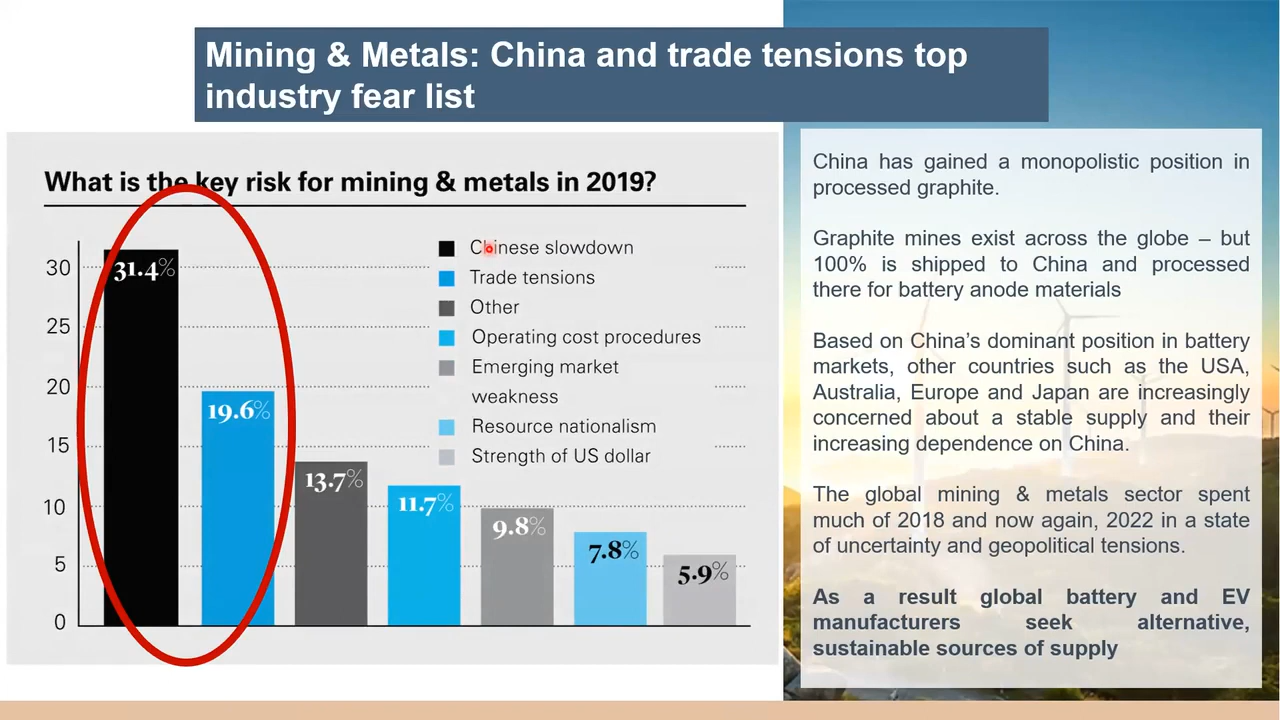 Mining & Metals: China and trade tensions top
industry fear list
What is the key risk for mining & metals in 2019?
30
25
20
15
10
5
0
31.4%
19.6%
13.7%
11.7%
9.8%
7.8%
5.9%
Chinese slowdown
Trade tensions
Other
Operating cost procedures
Emerging market
weakness
Resource nationalism
Strength of US dollar
China has gained a monopolistic position in
processed graphite.
Graphite mines exist across the globe – but
100% is shipped to China and processed
there for battery anode materials
Based on China's dominant position in battery
markets, other countries such as the USA,
Australia, Europe and Japan are increasingly
concerned about a stable supply and their
increasing dependence on China.
The global mining & metals sector spent
much of 2018 and now again, 2022 in a state
of uncertainty and geopolitical tensions.
As a result global battery and EV
manufacturers seek alternative,
sustainable sources of supply